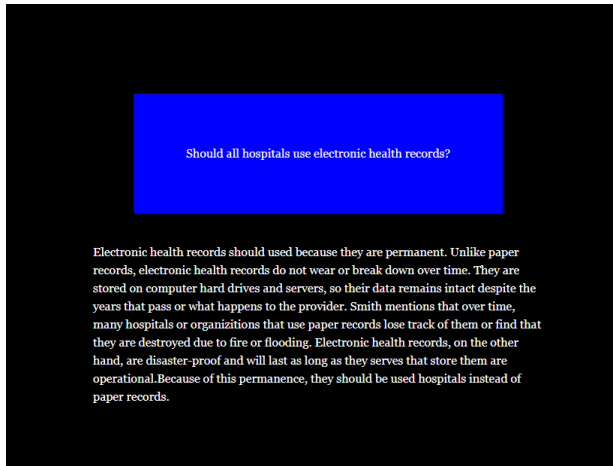 Should all hospitals use electronic health records?
Electronic health records should used because they are permanent. Unlike paper
records, electronic health records do not wear or break down over time. They are
stored on computer hard drives and servers, so their data remains intact despite the
years that pass or what happens to the provider. Smith mentions that over time,
many hospitals or organizitions that use paper records lose track of them or find that
they are destroyed due to fire or flooding. Electronic health records, on the other
hand, are disaster-proof and will last as long as they serves that store them are
operational.Because of this permanence, they should be used hospitals instead of
paper records.